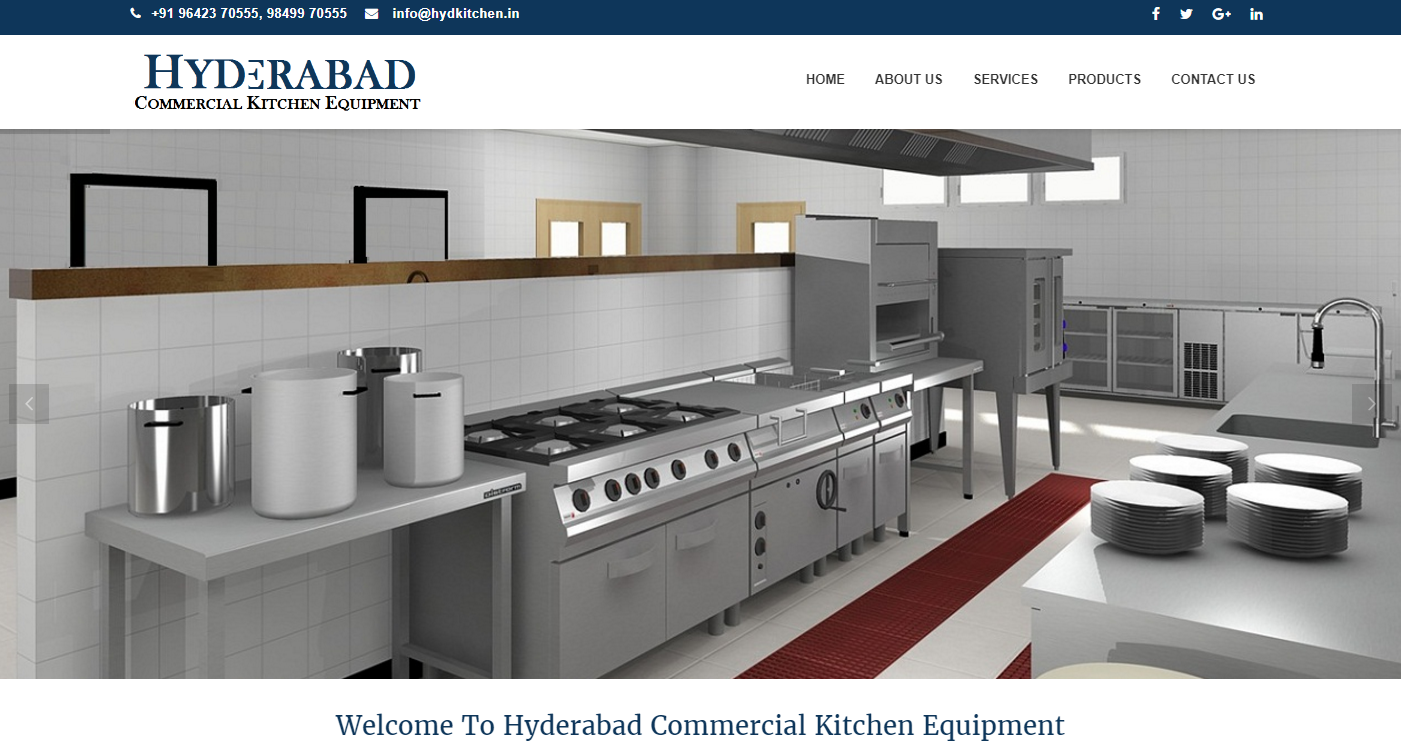 +91 96423 70555, 98499 70555 info@hydkitchen.in
HYDERABAD
COMMERCIAL KITCHEN EQUIPMENT
HOME ABOUT US SERVICES PRODUCTS CONTACT US
Welcome To Hyderabad Commercial Kitchen Equipment